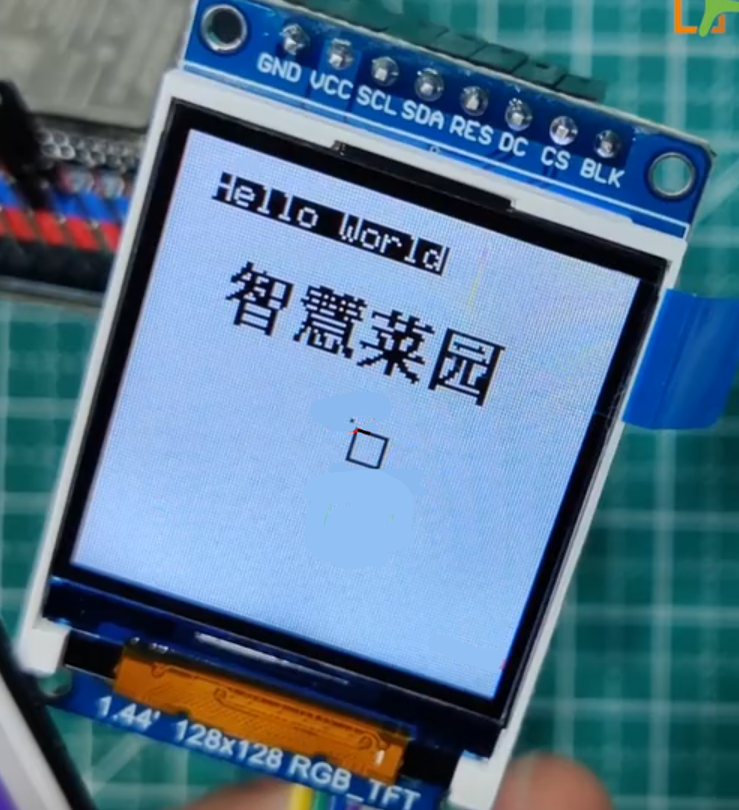 GND VCC SCL SDA RES DC CS BLK
Hello World
智慧菜园
1.44' 128x128 RGB_TFT